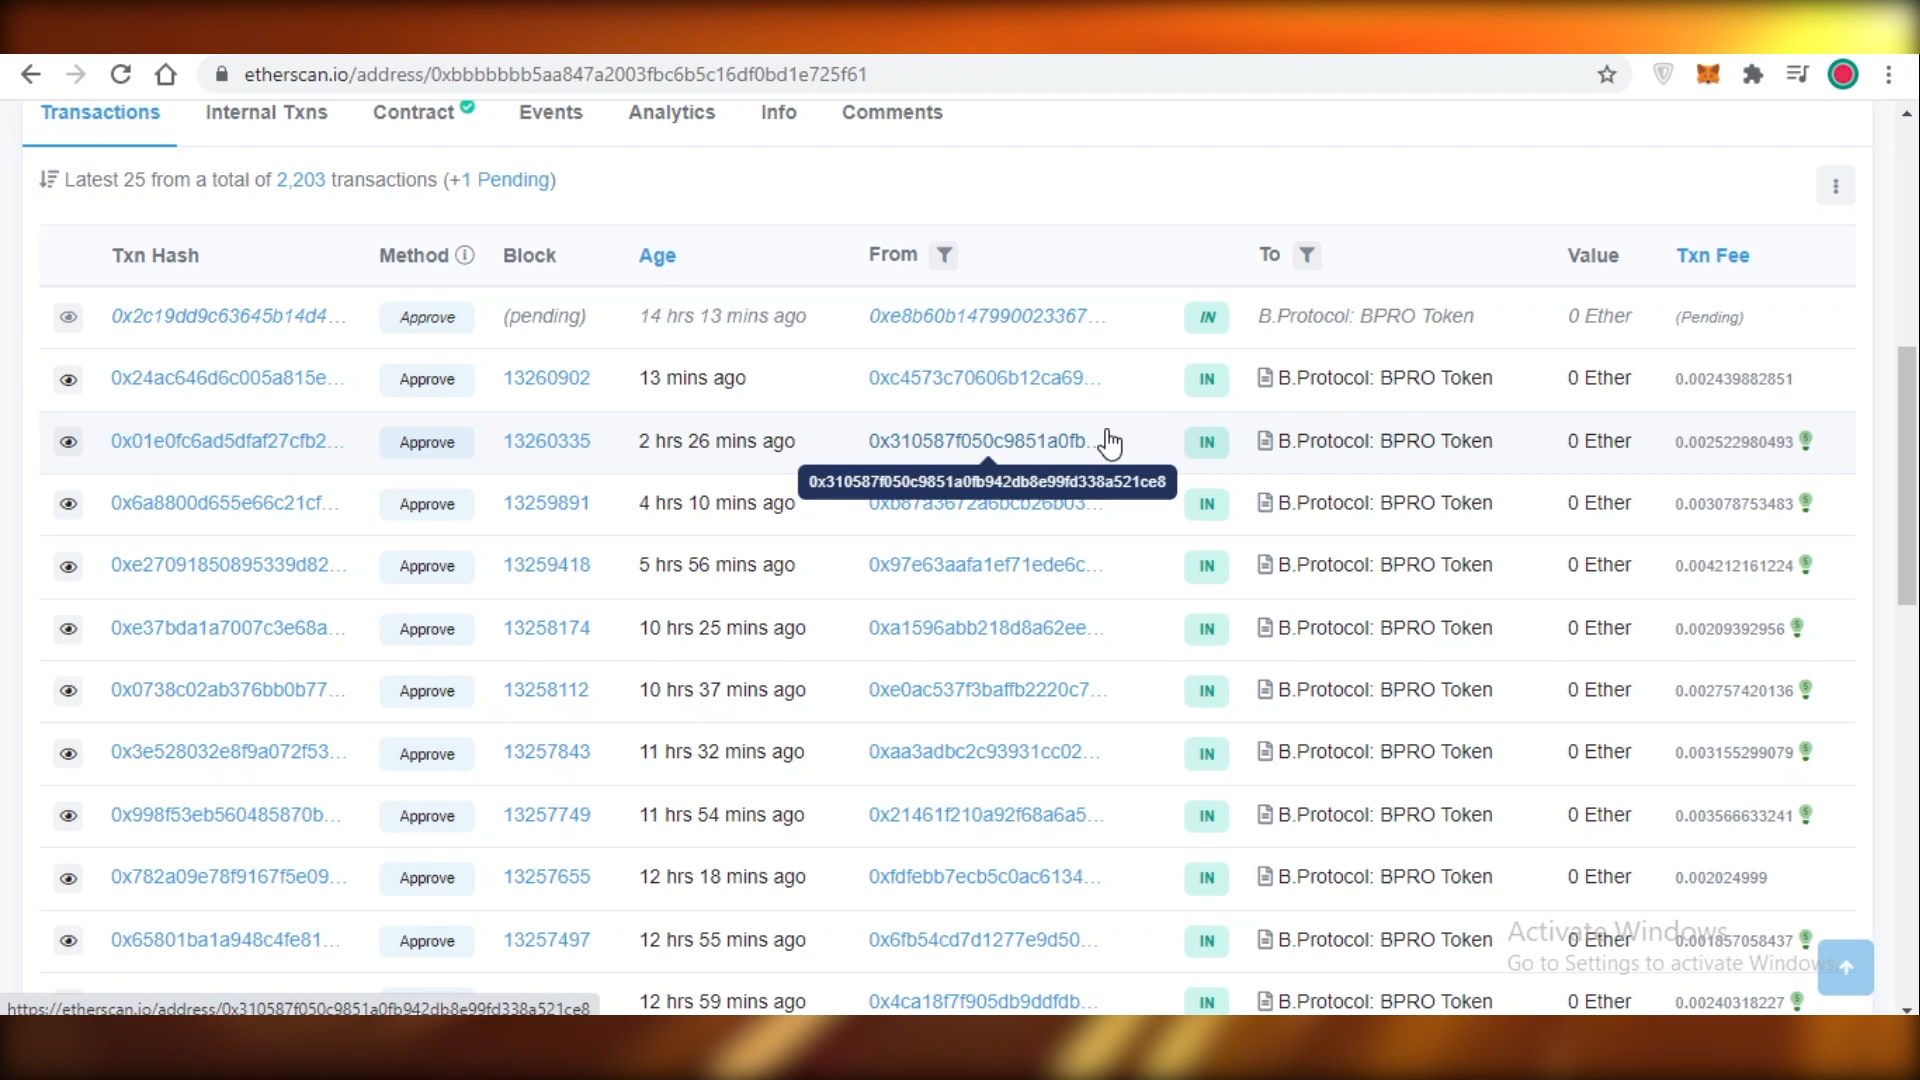 etherscan.io/address/0xbbbbbbb5aa847a2003fbc6b5c16df0bd1e725f61
Transactions Internal Txns Contract Events Analytics Info Comments
Latest 25 from a total of 2,203 transactions (+1 Pending)
Txn Hash Method Block Age From To Value Txn Fee
0x2c19dd9c63645b14d4... Approve (pending) 14 hrs 13 mins ago 0xe8b60b147990023367... IN B.Protocol: BPRO Token 0 Ether (Pending)
0x24ac646d6c005a815e... Approve 13260902 13 mins ago 0xc4573c70606b12ca69... IN B.Protocol: BPRO Token 0 Ether 0.002439882851
0x01e0fc6ad5dfaf27cfb2... Approve 13260335 2 hrs 26 mins ago 0x310587f050c9851a0fb... IN B.Protocol: BPRO Token 0 Ether 0.002522980493
0x310587f050c9851a0fb942db8e99fd338a521ce8
0x6a8800d655e66c21cf... Approve 13259891 4 hrs 10 mins ago 0xb87a3672a6bcb26b03... IN B.Protocol: BPRO Token 0 Ether 0.003078753483
0xe27091850895339d82... Approve 13259418 5 hrs 56 mins ago 0x97e63aafa1ef71ede6c... IN B.Protocol: BPRO Token 0 Ether 0.004212161224
0xe37bda1a7007c3e68a... Approve 13258174 10 hrs 25 mins ago 0xa1596abb218d8a62ee... IN B.Protocol: BPRO Token 0 Ether 0.00209392956
0x0738c02ab376bb0b77... Approve 13258112 10 hrs 37 mins ago 0xe0ac537f3baffb2220c7... IN B.Protocol: BPRO Token 0 Ether 0.002757420136
0x3e528032e8f9a072f53... Approve 13257843 11 hrs 32 mins ago 0xaa3adbc2c93931cc02... IN B.Protocol: BPRO Token 0 Ether 0.003155299079
0x998f53eb560485870b... Approve 13257749 11 hrs 54 mins ago 0x21461f210a92f68a6a5... IN B.Protocol: BPRO Token 0 Ether 0.003566633241
0x782a09e78f9167f5e09... Approve 13257655 12 hrs 18 mins ago 0xfdfebb7ecb5c0ac6134... IN B.Protocol: BPRO Token 0 Ether 0.002024999
0x65801ba1a948c4fe81... Approve 13257497 12 hrs 55 mins ago 0x6fb54cd7d1277e9d50... IN B.Protocol: BPRO Token 0 Ether 0.001857058437
Activate Windows
Go to Settings to activate Windows.
12 hrs 59 mins ago 0x4ca18f7f905db9ddfdb... IN B.Protocol: BPRO Token 0 Ether 0.00240318227
https://etherscan.io/address/0x310587f050c9851a0fb942db8e99fd338a521ce8